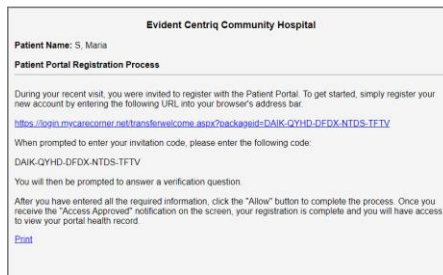 Evident Centriq Community Hospital
Patient Name: S, Maria
Patient Portal Registration Process
During your recent visit, you were invited to register with the Patient Portal. To get started, simply register your
new account by entering the following URL into your browser's address bar.
https://login.mycarecorner.net/transferwelcome.aspx?packageid=DAIK-QYHD-DFDX-NTDS-TFTV
When prompted to enter your invitation code, please enter the following code:
DAIK-QYHD-DFDX-NTDS-TFTV
You will then be prompted to answer a verification question.
After you have entered all the required information, click the "Allow" button to complete the process. Once you
receive the "Access Approved" notification on the screen, your registration is complete and you will have access
to view your portal health record.
Print